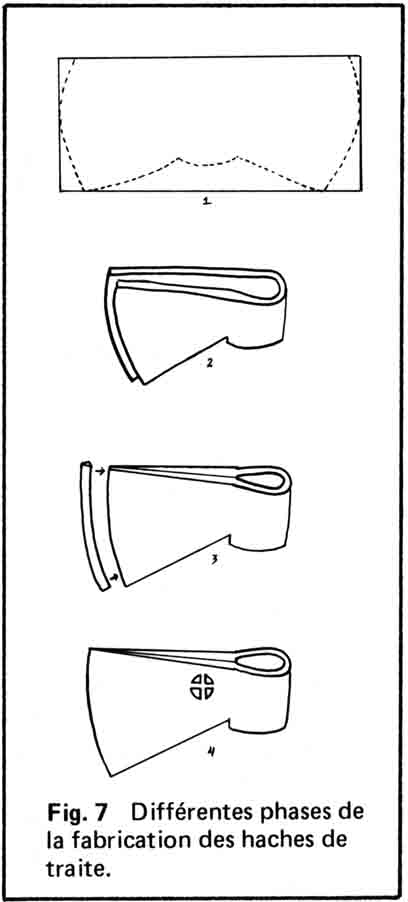 1
2
3
4
Fig. 7 Différentes phases de
la fabrication des haches de
traite.